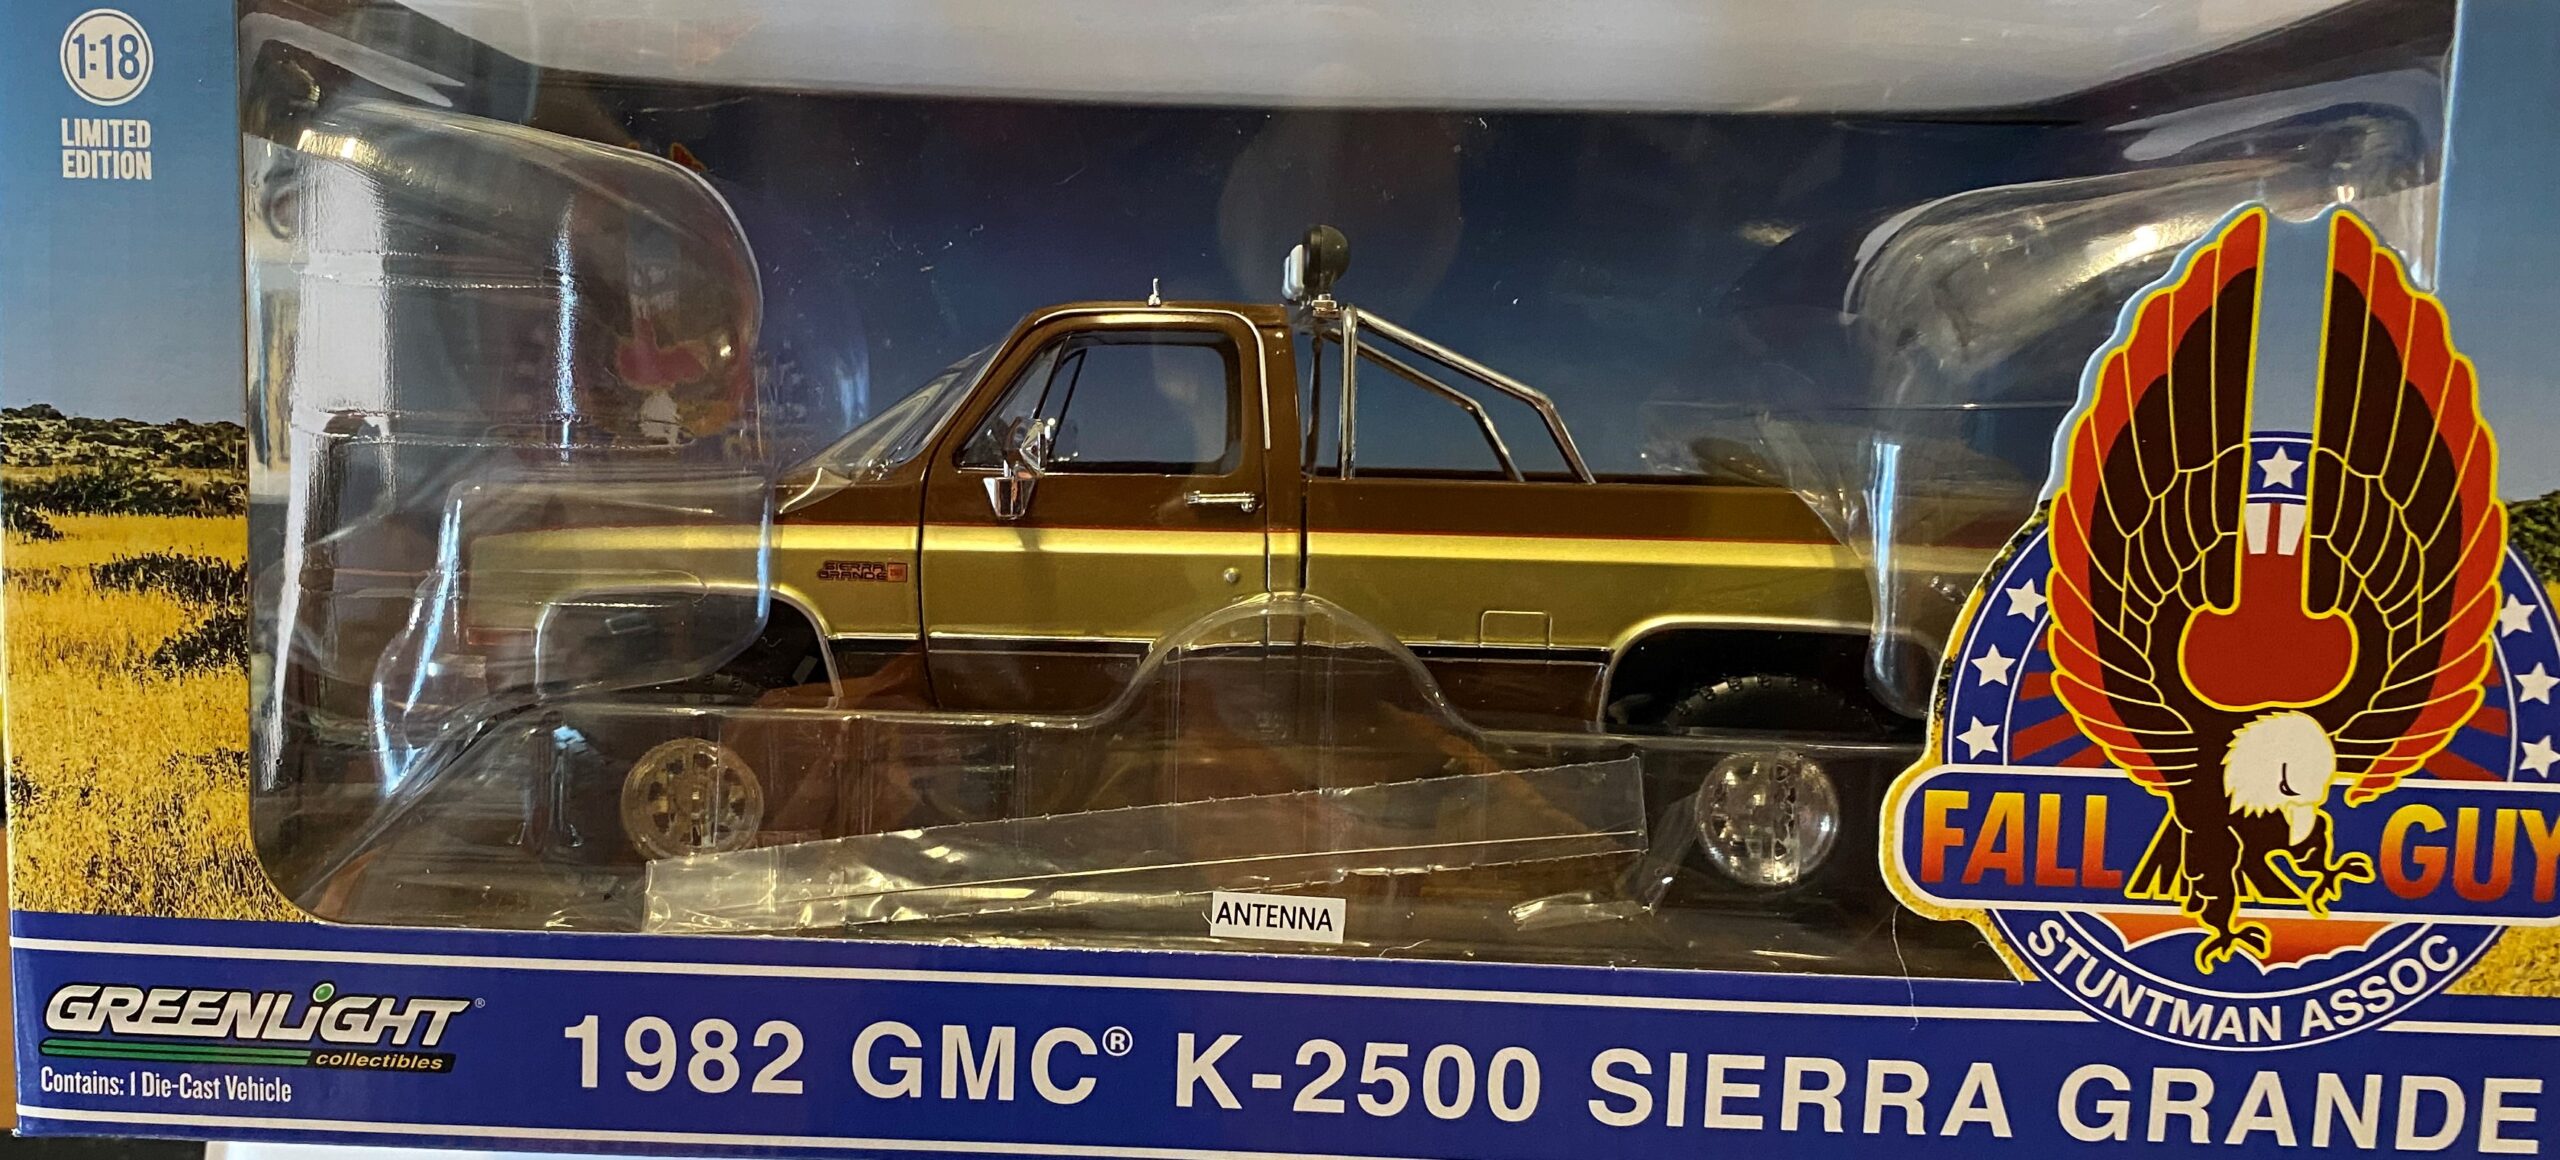 1:18
LIMITED
EDITION
SIERRA
GRANDE
ANTENNA
FALL GUY
STUNTMAN ASSOC
GREENLiGHT®
collectibles
Contains: 1 Die-Cast Vehicle
1982 GMC® K-2500 SIERRA GRANDE